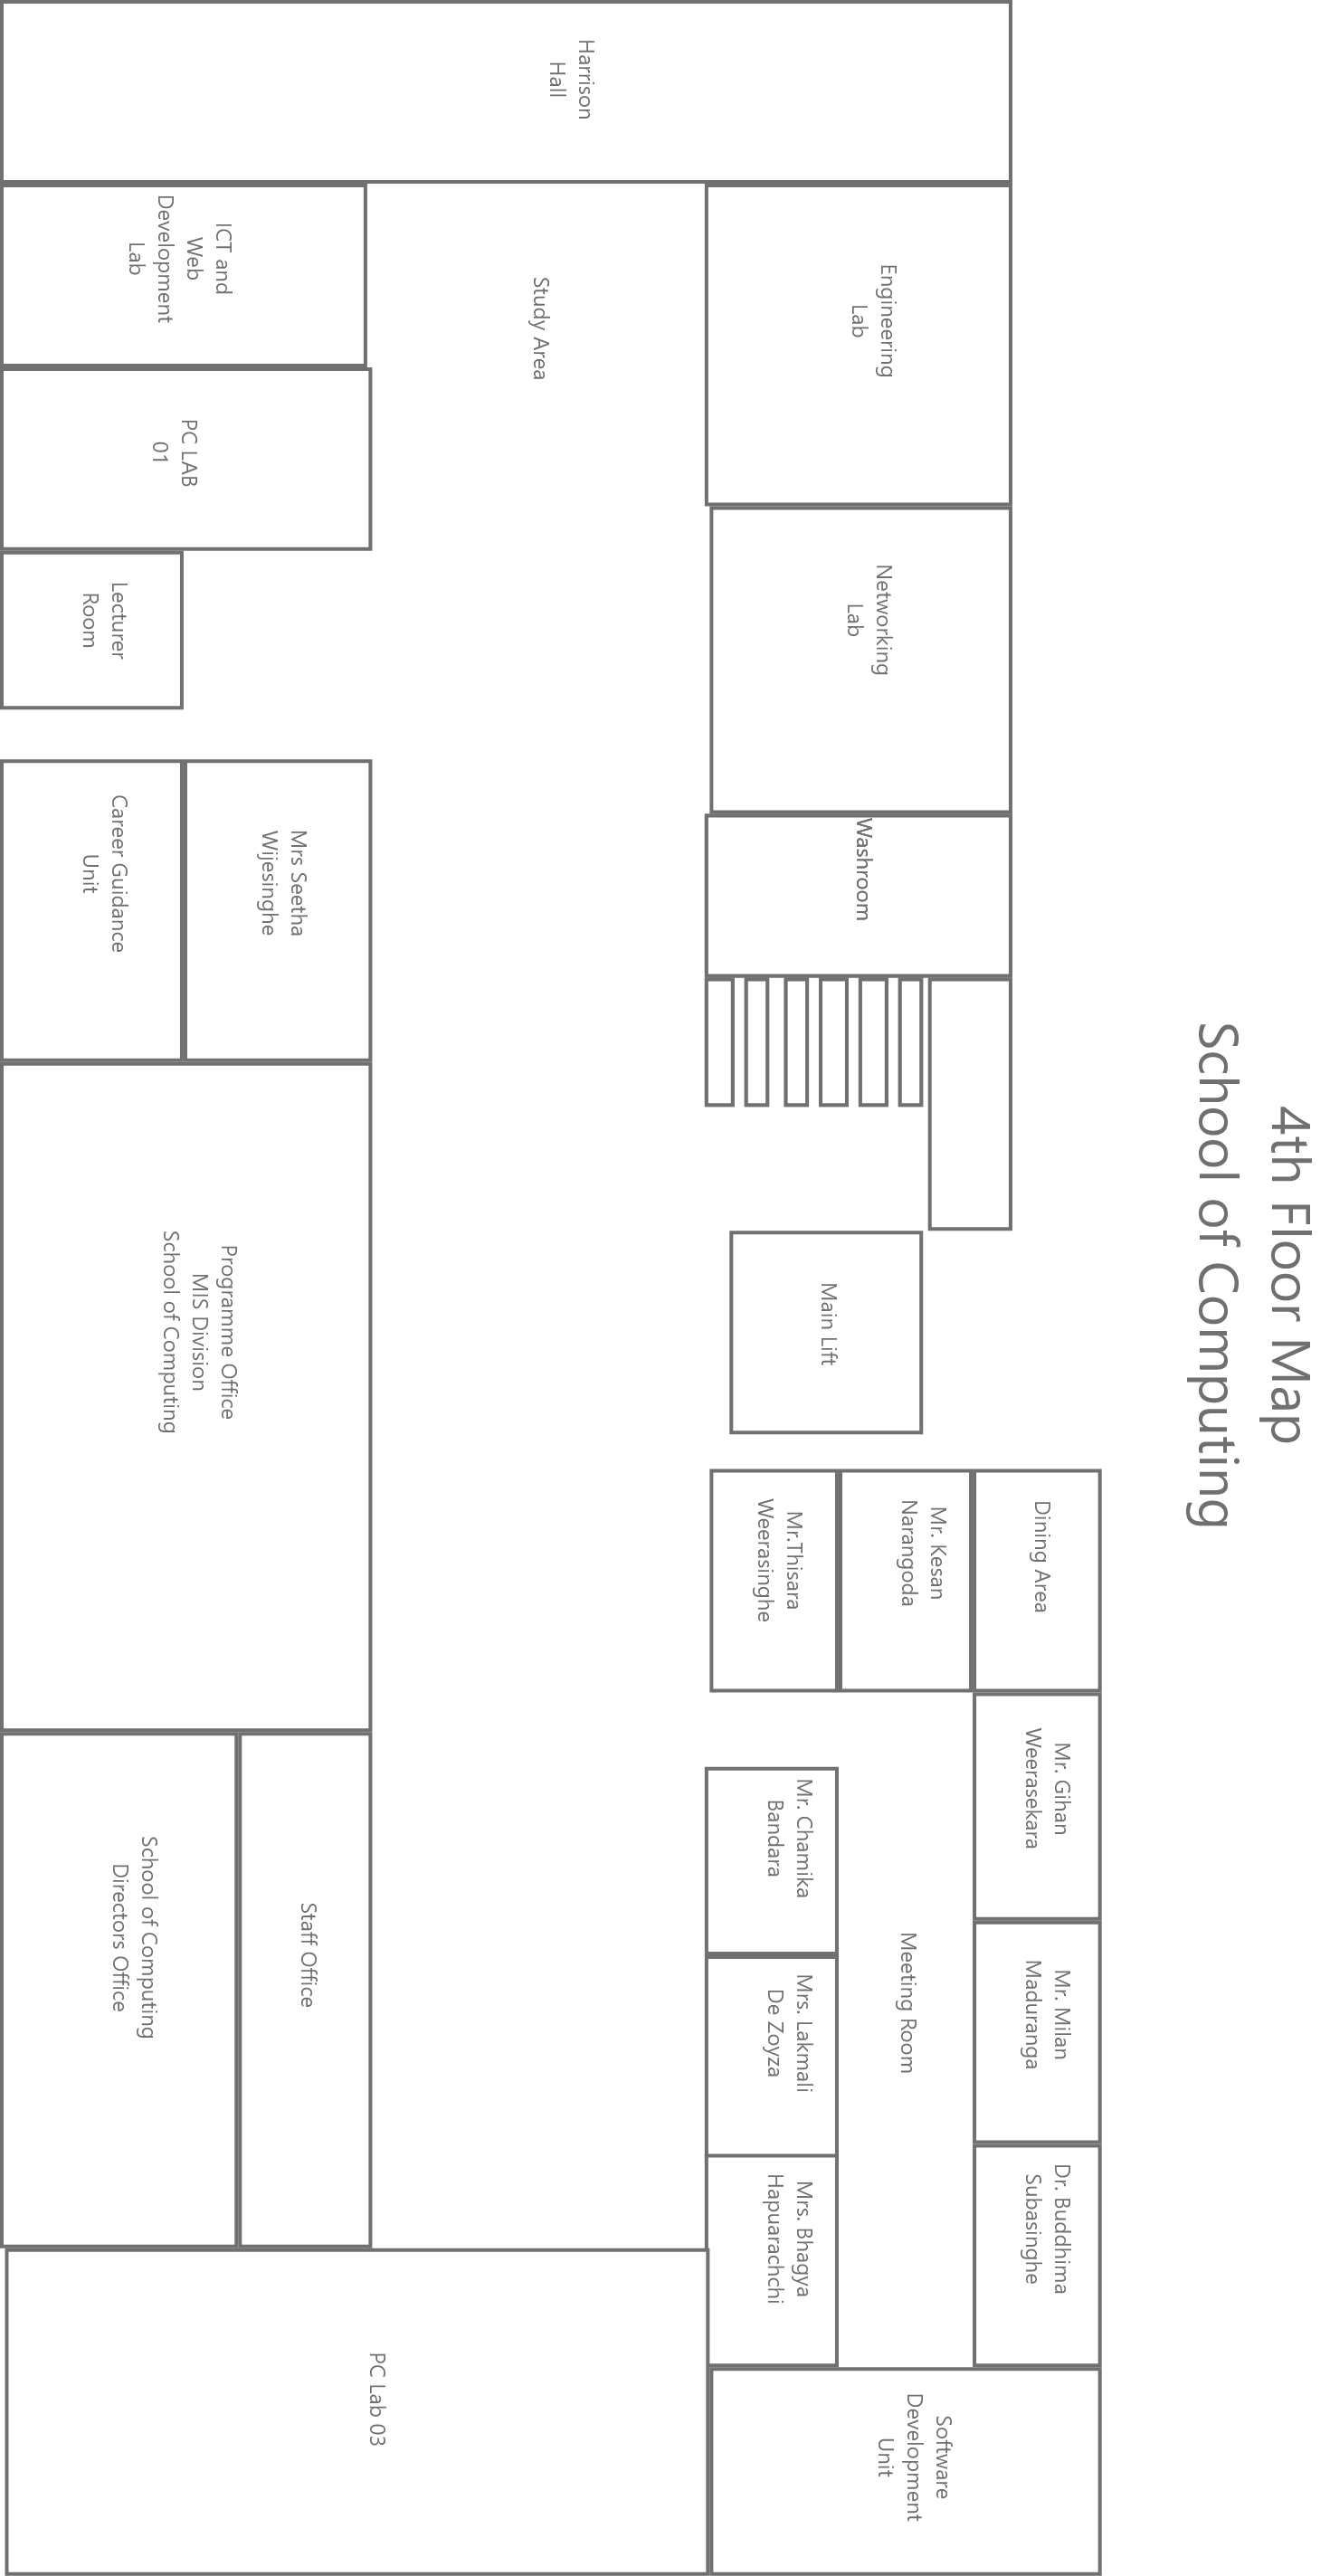 4th Floor Map
School of Computing
Harrison
Hall
Engineering
Lab
Networking
Lab
Washroom
Main Lift
Dining Area
Mr. Kesan
Narangoda
Mr.Thisara
Weerasinghe
Mr. Gihan
Weerasekara
Mr. Milan
Maduranga
Dr. Buddhima
Subasinghe
Meeting Room
Mr. Chamika
Bandara
Mrs. Lakmali
De Zoyza
Mrs. Bhagya
Hapuarachchi
Software
Development
Unit
Study Area
ICT and
Web
Development
Lab
PC LAB
01
Lecturer
Room
Mrs Seetha
Wijesinghe
Career Guidance
Unit
Programme Office
MIS Division
School of Computing
Staff Office
School of Computing
Directors Office
PC Lab 03